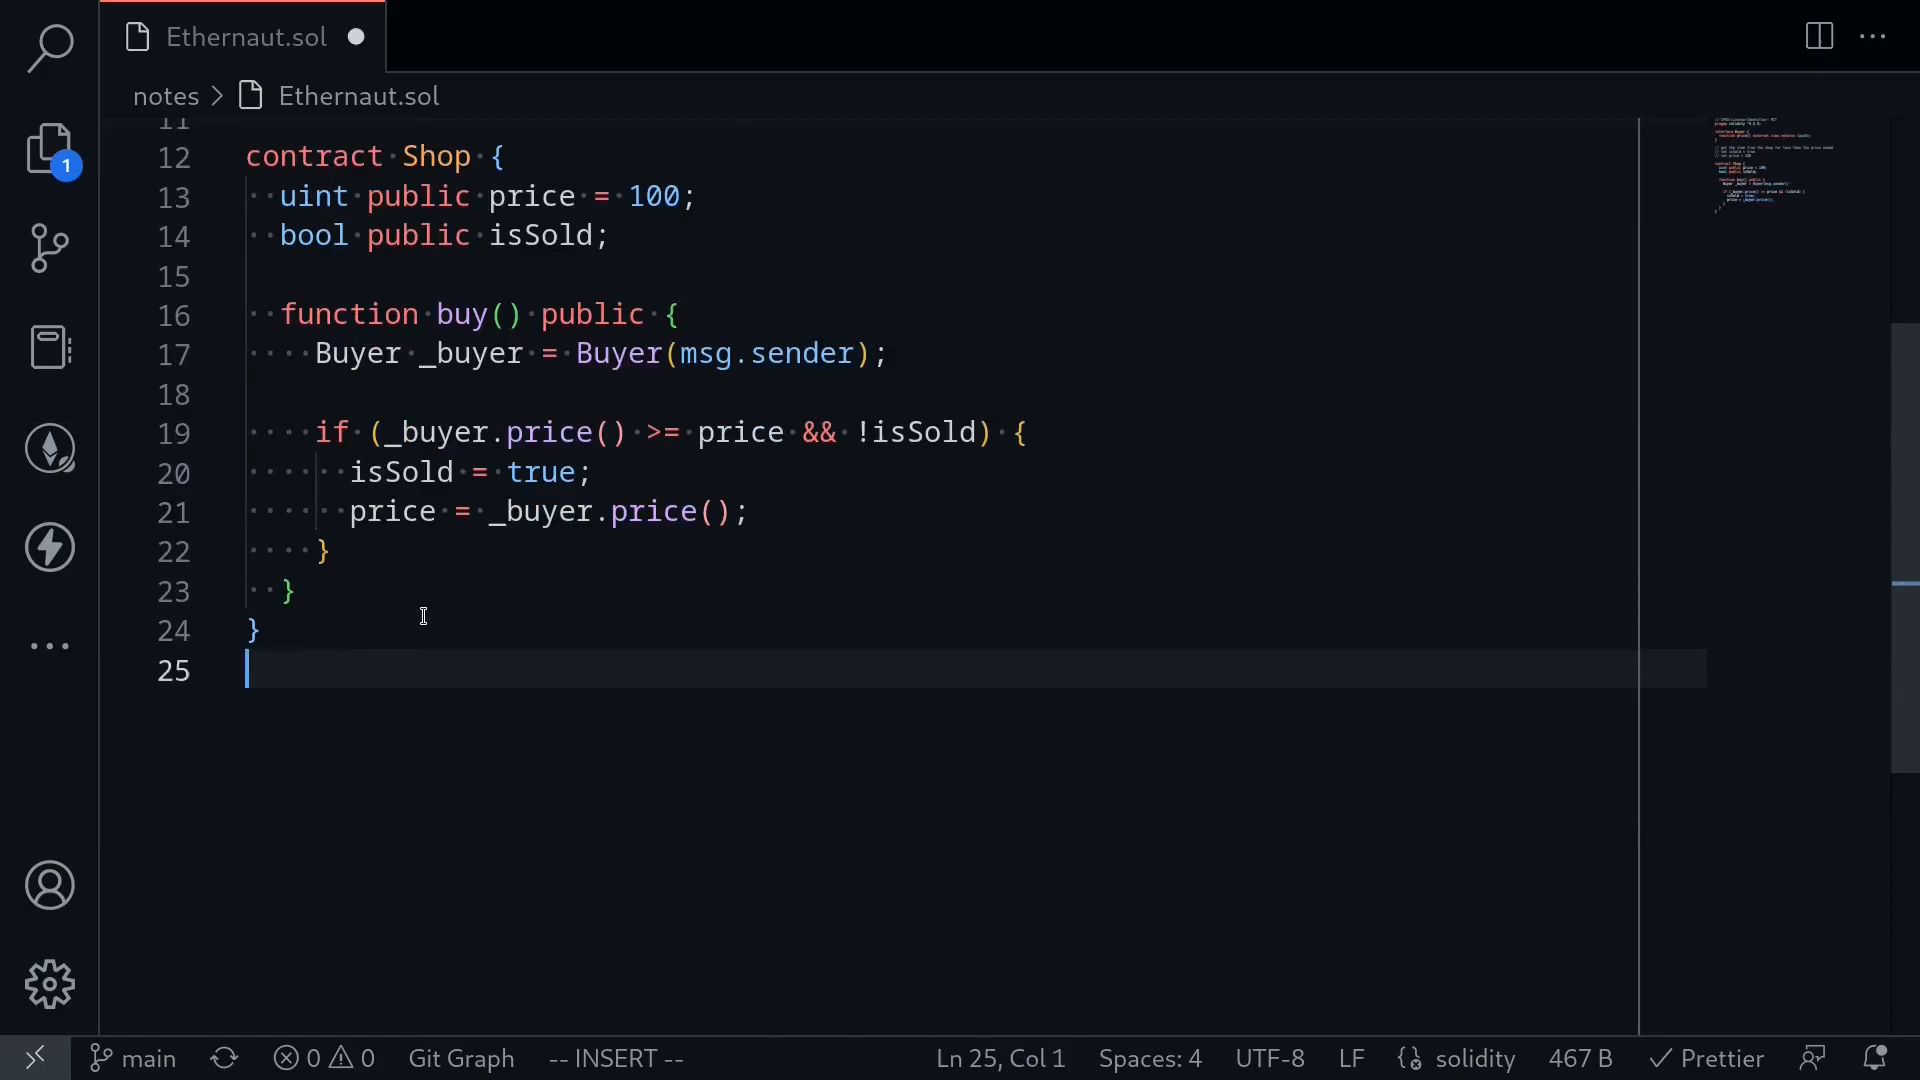 Ethernaut.sol
notes > Ethernaut.sol
1
11
12 contract Shop {
13 uint public price = 100;
14 bool public isSold;
15
16 function buy() public {
17 Buyer _buyer = Buyer(msg.sender);
18
19 if (_buyer.price() >= price && !isSold) {
20 isSold = true;
21 price = _buyer.price();
22 }
23 }
24 }
25
main 0 0 Git Graph -- INSERT -- Ln 25, Col 1 Spaces: 4 UTF-8 LF solidity 467 B Prettier